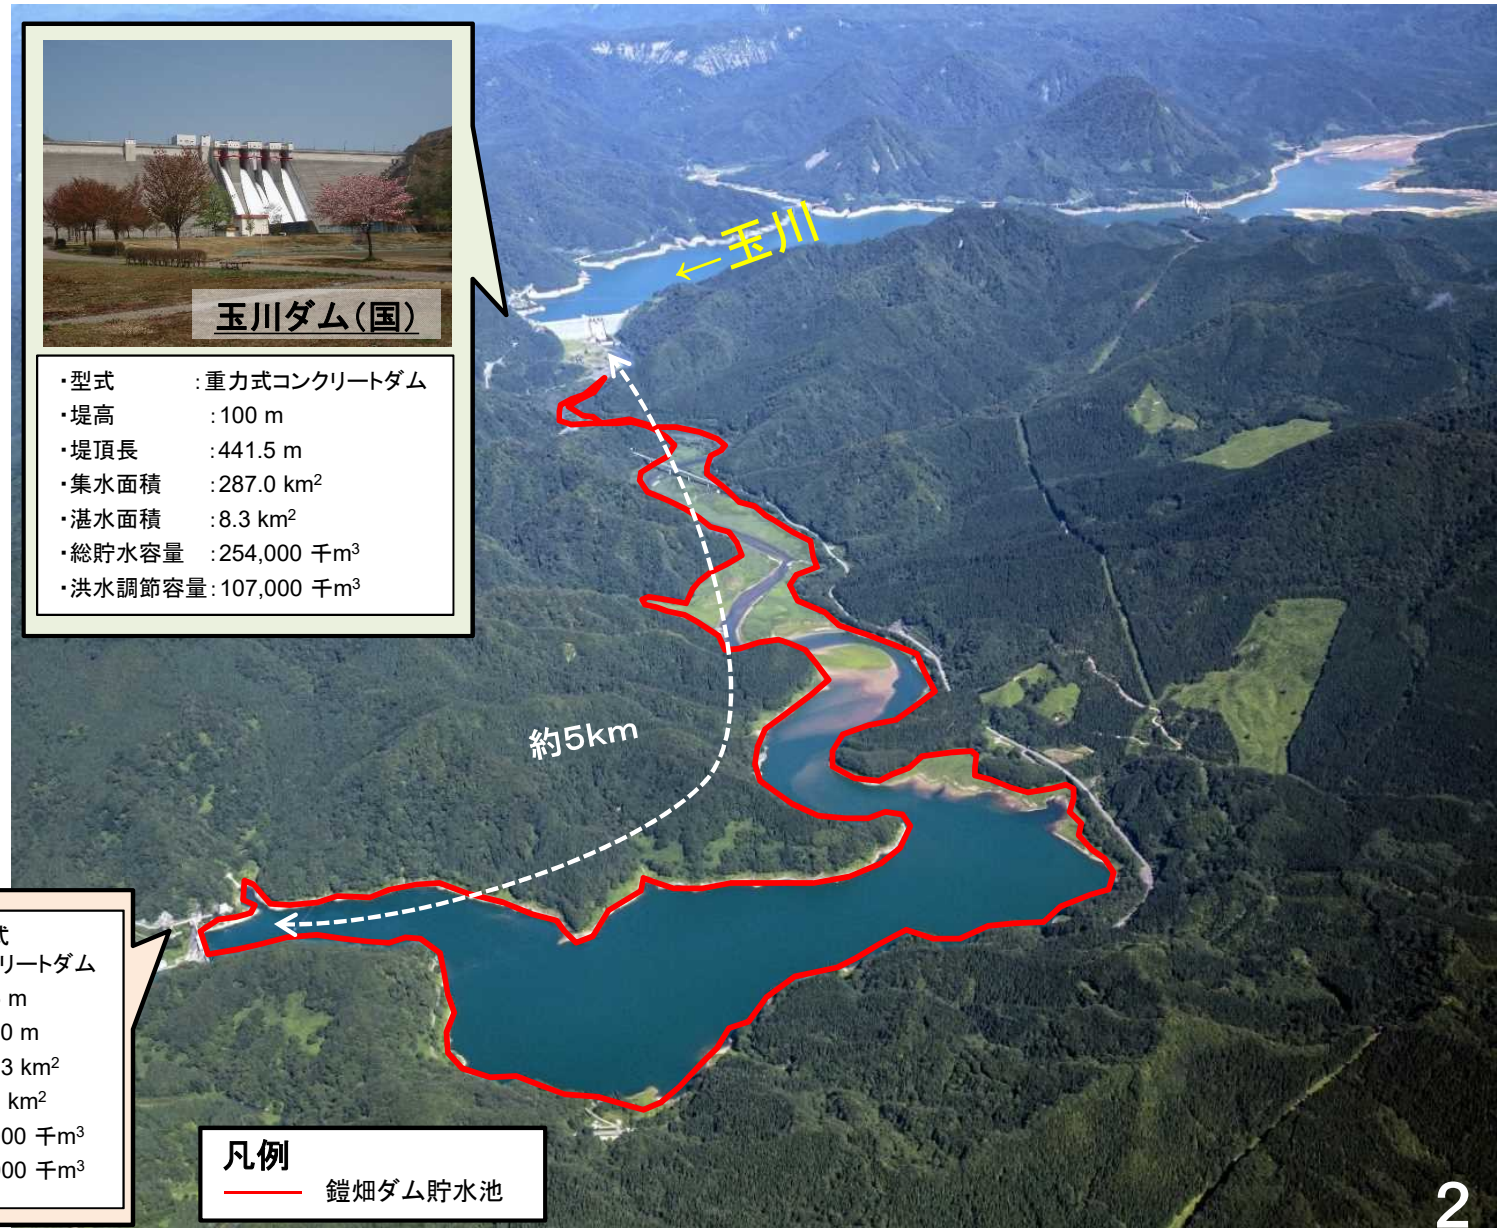 玉川ダム(国)
・型式 :重力式コンクリートダム
・堤高 :100 m
・堤頂長 :441.5 m
・集水面積 :287.0 km²
・湛水面積 :8.3 km²
・総貯水容量 :254,000 千m³
・洪水調節容量:107,000 千m³
←玉川
約5km
式
リートダム
m
0 m
3 km²
km²
00 千m³
000 千m³
凡例
鎧畑ダム貯水池
2